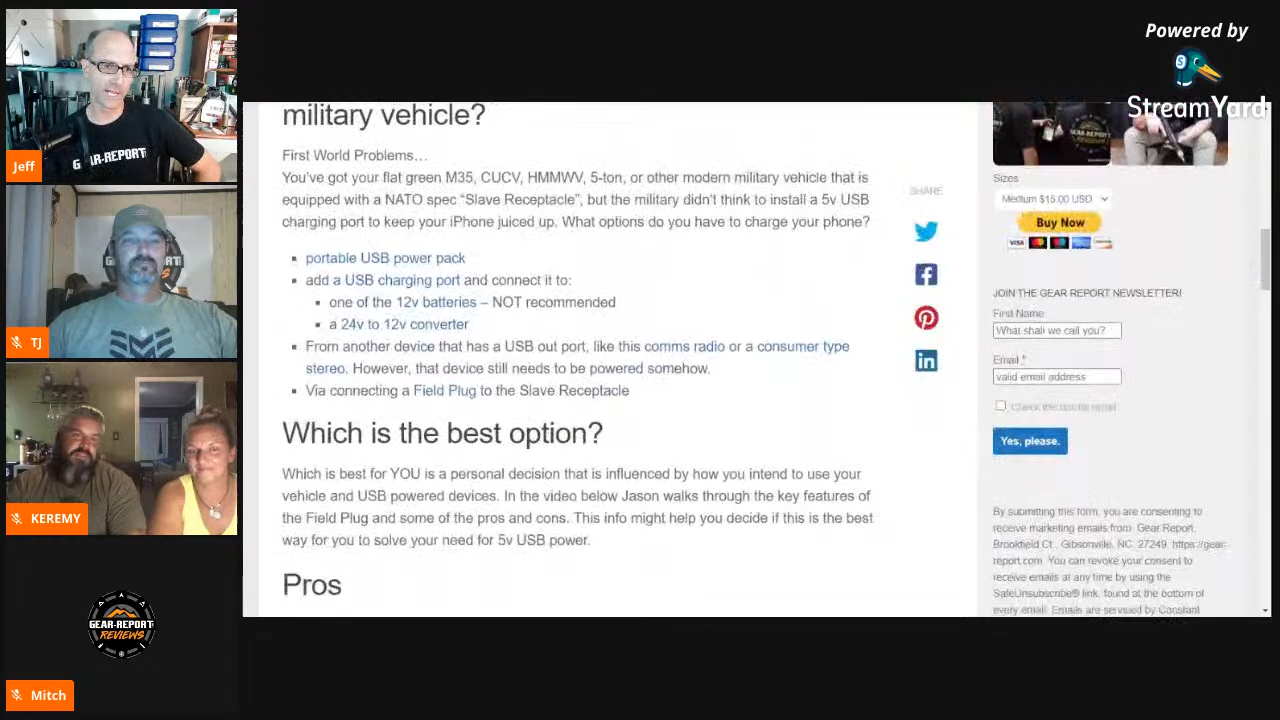 Powered by
StreamYard
GEAR-REPORT
Jeff
TJ
KEREMY
GEAR-REPORT
REVIEWS
Mitch
military vehicle?
First World Problems…
You've got your flat green M35, CUCV, HMMWV, 5-ton, or other modern military vehicle that is
equipped with a NATO spec “Slave Receptacle”, but the military didn't think to install a 5v USB
charging port to keep your iPhone juiced up. What options do you have to charge your phone?
portable USB power pack
add a USB charging port and connect it to:
one of the 12v batteries – NOT recommended
a 24v to 12v converter
From another device that has a USB out port, like this comms radio or a consumer type
stereo. However, that device still needs to be powered somehow.
Via connecting a Field Plug to the Slave Receptacle
Which is the best option?
Which is best for YOU is a personal decision that is influenced by how you intend to use your
vehicle and USB powered devices. In the video below Jason walks through the key features of
the Field Plug and some of the pros and cons. This info might help you decide if this is the best
way for you to solve your need for 5v USB power.
Pros
SHARE
Sizes
Medium $15.00 USD
Buy Now
VISA
JOIN THE GEAR REPORT NEWSLETTER!
First Name
What shall we call you?
Email *
valid email address
Yes, please.
By submitting this form, you are consenting to
receive marketing emails from: Gear Report,
Brookfield Ct., Gibsonville, NC, 27249, https://gear-
report.com. You can revoke your consent to
receive emails at any time by using the
SafeUnsubscribe® link, found at the bottom of
every email. Emails are serviced by Constant